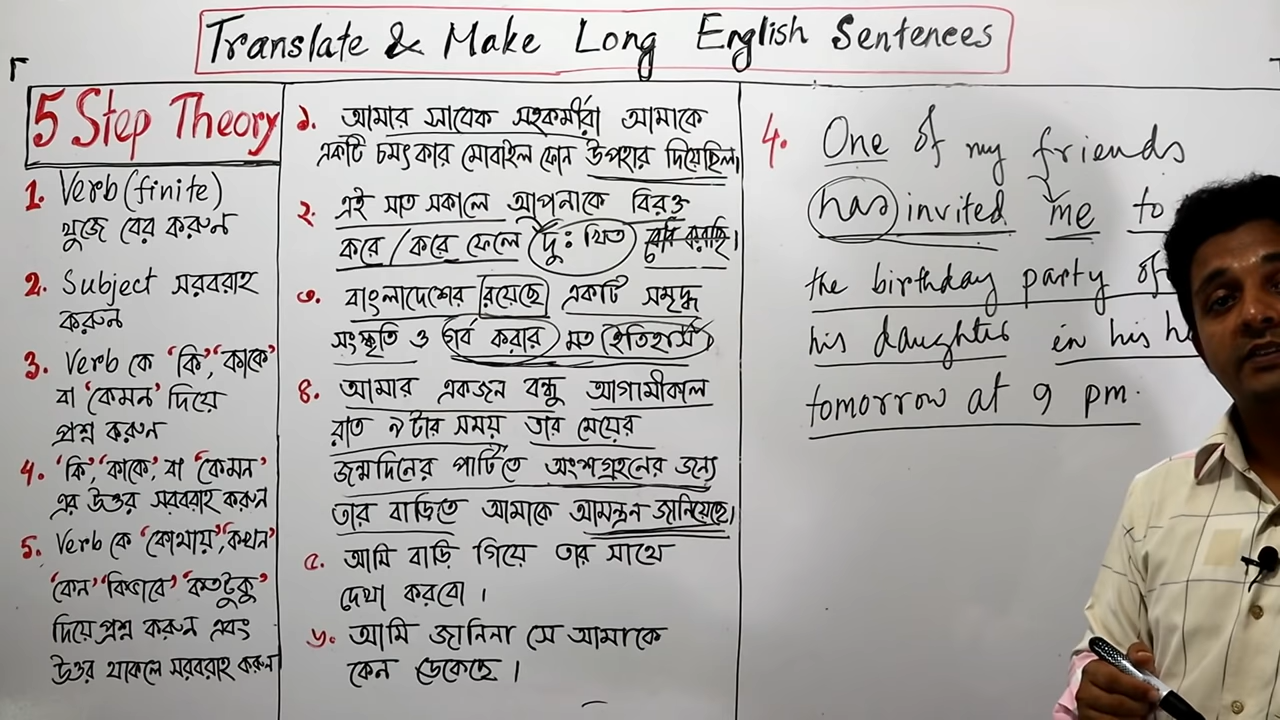 Translate & Make Long English Sentences
5 Step Theory
1. Verb (finite)
খুজে বের করুন
2. Subject সরবরাহ
করুন
3. Verb কে 'কি', 'কাকে'
বা 'কেমন' দিয়ে
প্রশ্ন করুন
4. 'কি', 'কাকে', বা 'কেমন'
এর উত্তর সরবরাহ করুন
5. Verb কে 'কোথায়', 'কখন'
'কেন' 'কিভাবে' 'কতটুকু'
দিয়ে প্রশ্ন করুন এবং
উত্তর থাকলে সরবরাহ করুন
১. আমার সাবেক সহকর্মীরা আমাকে
একটি চমৎকার মোবাইল ফোন উপহার দিয়েছিল।
২. এই সাত সকালে আপনাকে বিরক্ত
করে / করে ফেলে দুঃখিত
৩. বাংলাদেশের রয়েছে একটি সমৃদ্ধ
সংস্কৃতি ও গর্ব করার মত ইতিহাস
৪. আমার একজন বন্ধু আগামীকাল
রাত ৯টার সময় তার মেয়ের
জন্মদিনের পার্টিতে অংশগ্রহনের জন্য
তার বাড়িতে আমাকে আমন্ত্রন জানিয়েছে।
৫. আমি বাড়ি গিয়ে তার সাথে
দেখা করবো।
৬. আমি জানিনা সে আমাকে
কেন ডেকেছে।
4. One of my friends
has invited me to
the birthday party of
his daughter in his
tomorrow at 9 pm.